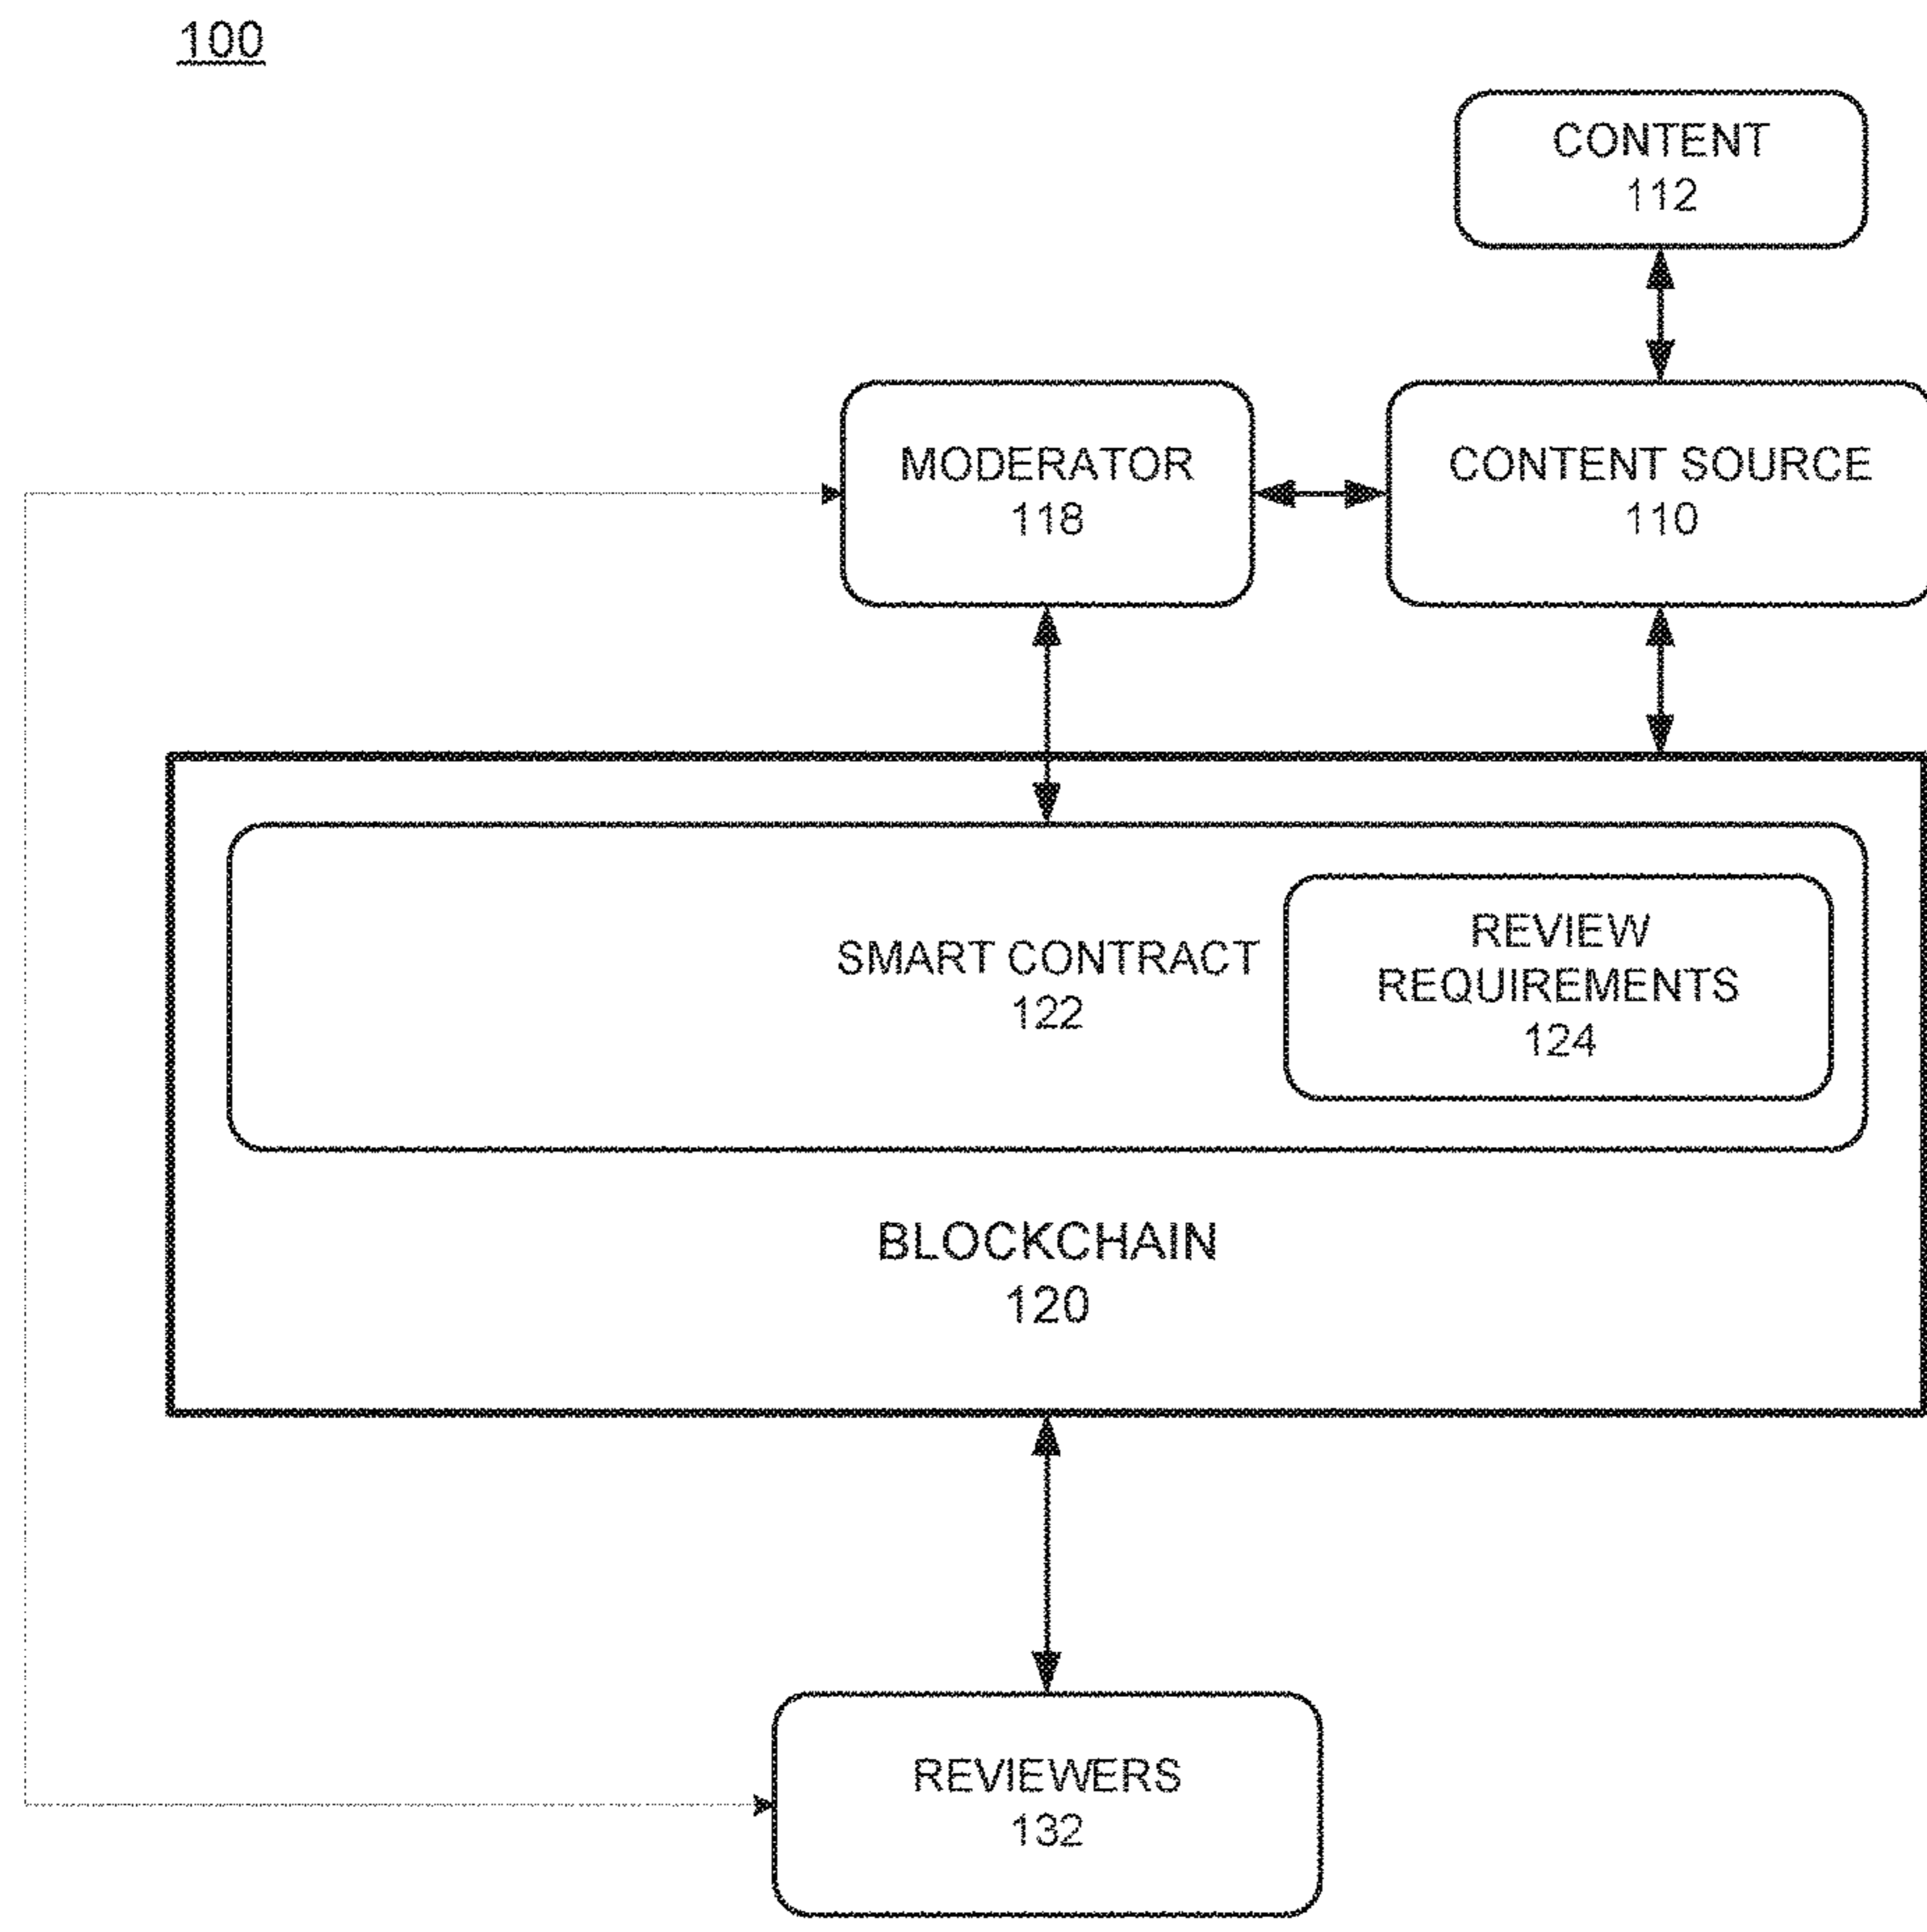 100
CONTENT
112
MODERATOR
118
CONTENT SOURCE
110
SMART CONTRACT
122
REVIEW
REQUIREMENTS
124
BLOCKCHAIN
120
REVIEWERS
132